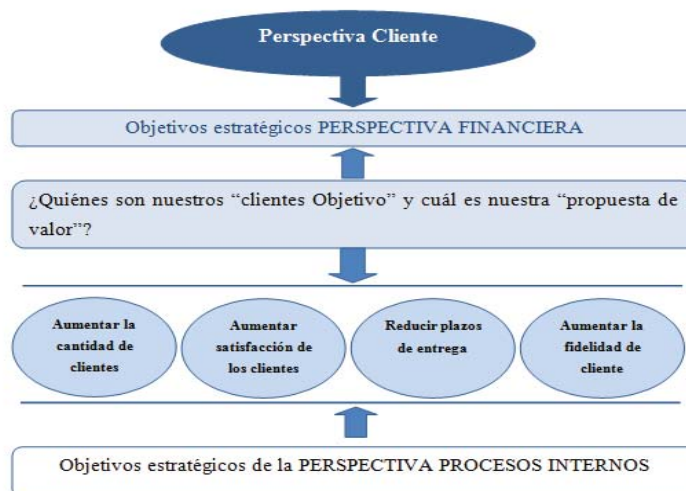 Perspectiva Cliente
Objetivos estratégicos PERSPECTIVA FINANCIERA
¿Quiénes son nuestros “clientes Objetivo” y cuál es nuestra “propuesta de
valor”?
Aumentar la
cantidad de
clientes
Aumentar
satisfacción de
los clientes
Reducir plazos
de entrega
Aumentar la
fidelidad de
cliente
Objetivos estratégicos de la PERSPECTIVA PROCESOS INTERNOS